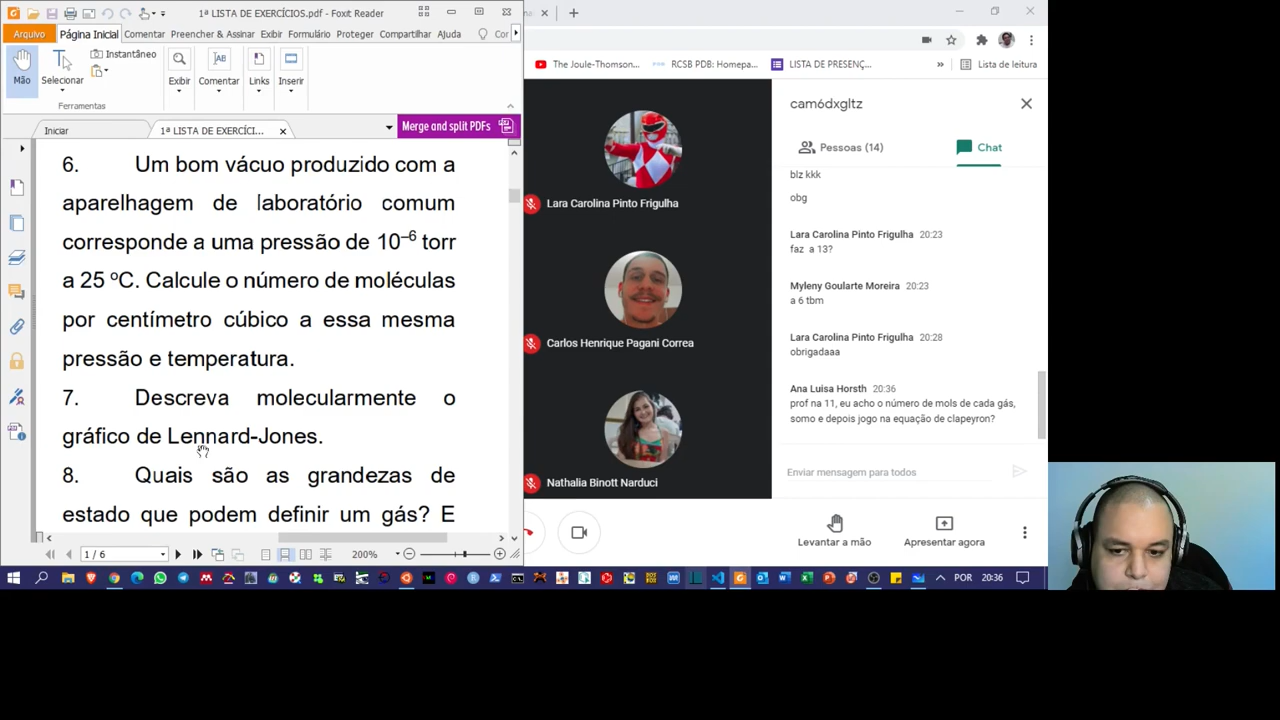 1ª LISTA DE EXERCÍCIOS.pdf - Foxit Reader
Arquivo Página Inicial Comentar Preencher & Assinar Exibir Formulário Proteger Compartilhar Ajuda Cor
Mão
Selecionar
Instantâneo
Exibir
Comentar
Links
Inserir
Ferramentas
Iniciar
1ª LISTA DE EXERCÍCI...
Merge and split PDFs
6. Um bom vácuo produzido com a
aparelhagem de laboratório comum
corresponde a uma pressão de 10⁻⁶ torr
a 25 ºC. Calcule o número de moléculas
por centímetro cúbico a essa mesma
pressão e temperatura.
7. Descreva molecularmente o
gráfico de Lennard-Jones.
8. Quais são as grandezas de
estado que podem definir um gás? E
1 / 6
200%
The Joule-Thomson...
RCSB PDB: Homepa...
LISTA DE PRESENÇ...
»
Lista de leitura
Lara Carolina Pinto Frigulha
Carlos Henrique Pagani Correa
Nathalia Binott Narduci
camódxgltz
Pessoas (14)
Chat
blz kkk
obg
Lara Carolina Pinto Frigulha 20:23
faz a 13?
Myleny Goularte Moreira 20:23
a 6 tbm
Lara Carolina Pinto Frigulha 20:28
obrigadaaa
Ana Luisa Horsth 20:36
prof na 11, eu acho o número de mols de cada gás,
somo e depois jogo na equação de clapeyron?
Enviar mensagem para todos
Levantar a mão
Apresentar agora
POR 20:36